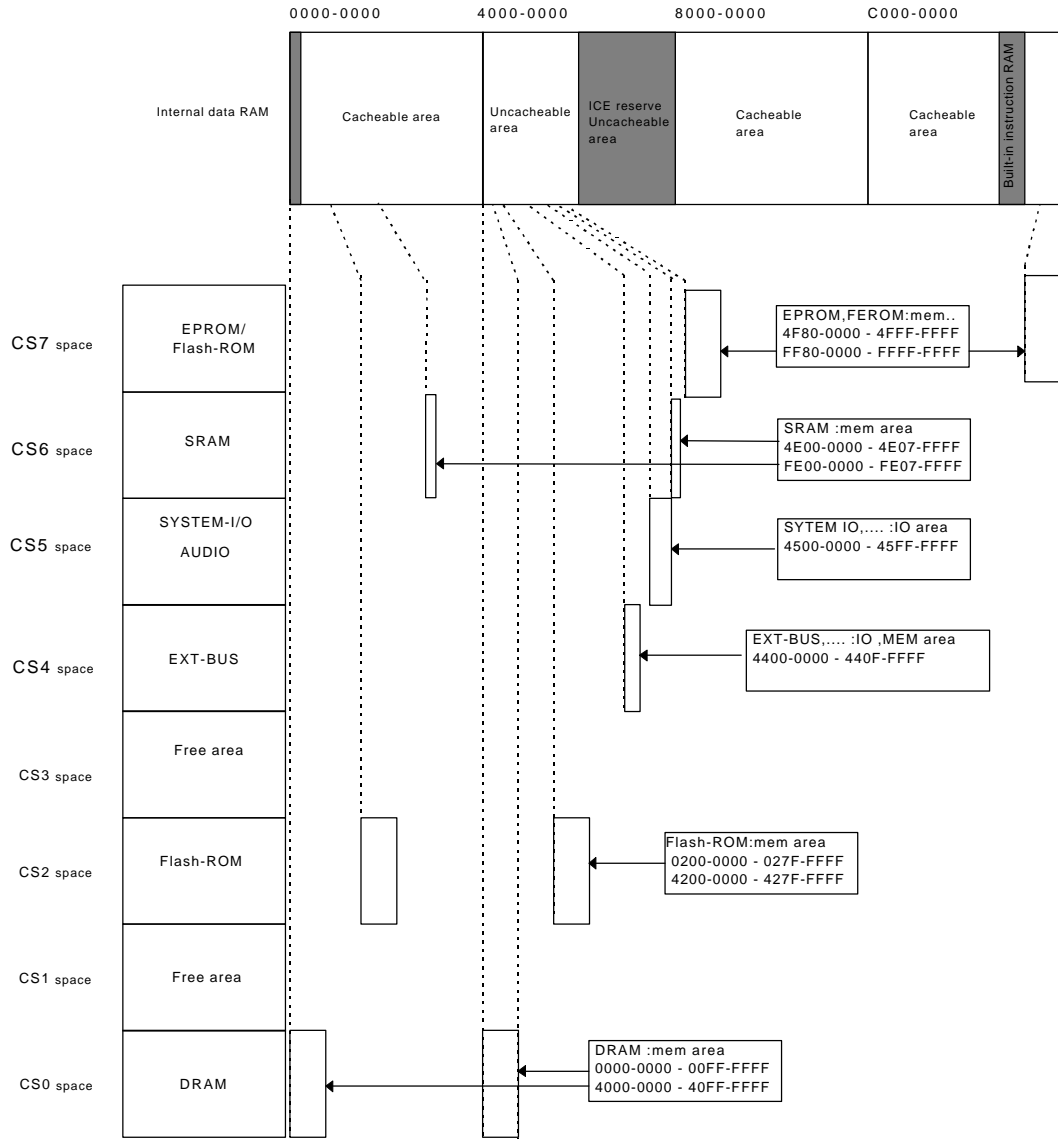 0000-0000 4000-0000 8000-0000 C000-0000
Internal data RAM
Cacheable area
Uncacheable
area
ICE reserve
Uncacheable
area
Cacheable
area
Cacheable
area
Built-in instruction RAM
CS7 space
EPROM/
Flash-ROM
EPROM,FEROM:mem..
4F80-0000 - 4FFF-FFFF
FF80-0000 - FFFF-FFFF
CS6 space
SRAM
SRAM :mem area
4E00-0000 - 4E07-FFFF
FE00-0000 - FE07-FFFF
CS5 space
SYSTEM-I/O
AUDIO
SYTEM IO,.... :IO area
4500-0000 - 45FF-FFFF
CS4 space
EXT-BUS
EXT-BUS,.... :IO ,MEM area
4400-0000 - 440F-FFFF
CS3 space
Free area
CS2 space
Flash-ROM
Flash-ROM:mem area
0200-0000 - 027F-FFFF
4200-0000 - 427F-FFFF
CS1 space
Free area
CS0 space
DRAM
DRAM :mem area
0000-0000 - 00FF-FFFF
4000-0000 - 40FF-FFFF